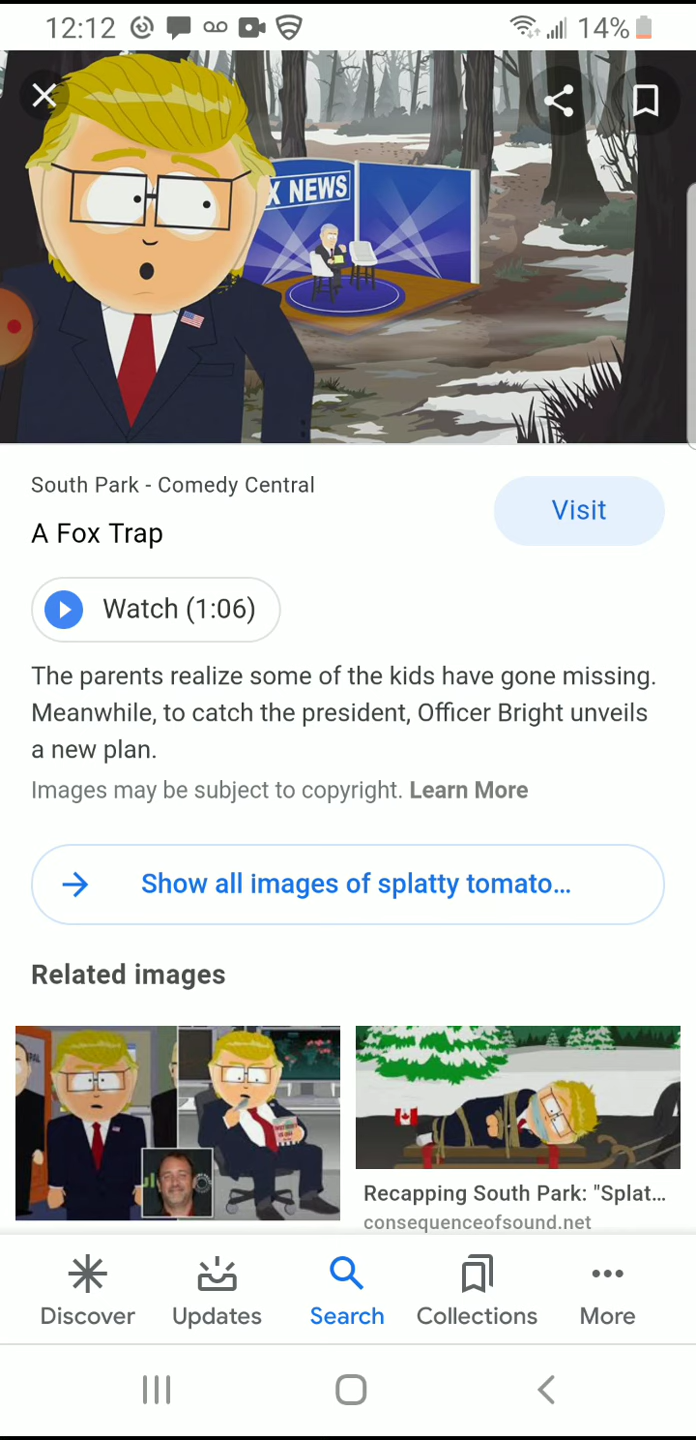 12:12
14%
X NEWS
South Park - Comedy Central
Visit
A Fox Trap
Watch (1:06)
The parents realize some of the kids have gone missing.
Meanwhile, to catch the president, Officer Bright unveils
a new plan.
Images may be subject to copyright. Learn More
Show all images of splatty tomato...
Related images
Recapping South Park: "Splat...
consequenceofsound.net
Discover
Updates
Search
Collections
More